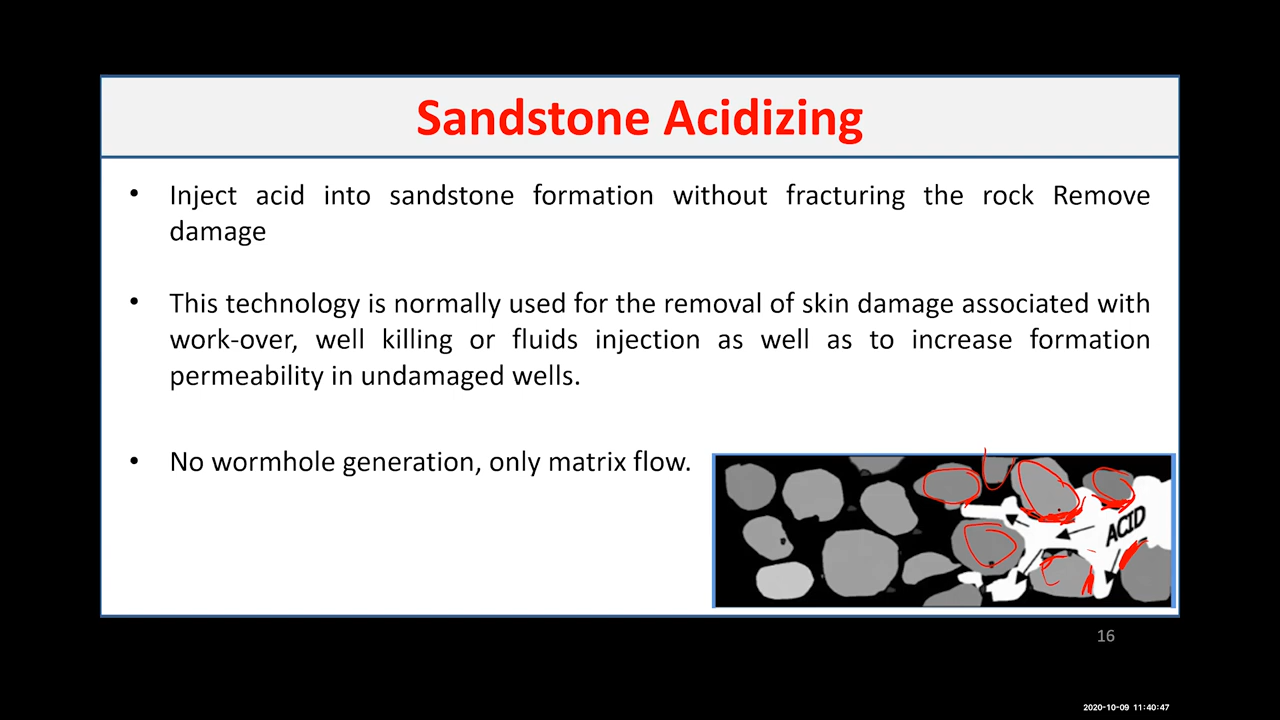 Sandstone Acidizing
• Inject acid into sandstone formation without fracturing the rock Remove
damage
• This technology is normally used for the removal of skin damage associated with
work-over, well killing or fluids injection as well as to increase formation
permeability in undamaged wells.
• No wormhole generation, only matrix flow.
ACID
16
2020-10-09 11:40:47